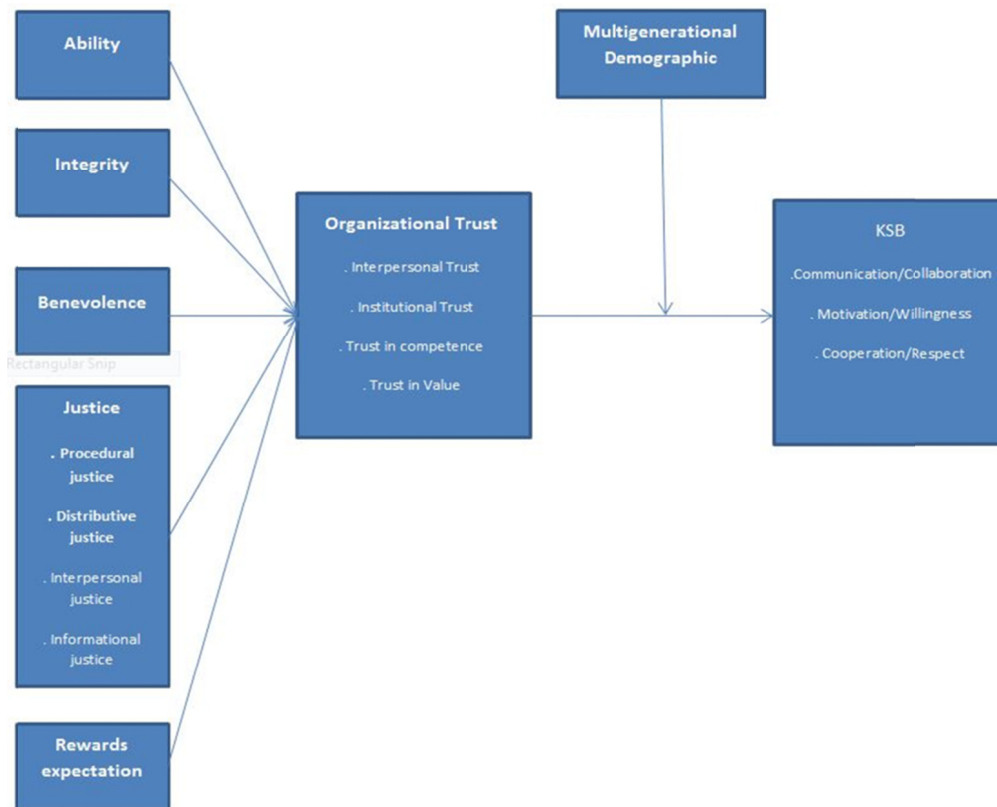 Ability
Multigenerational
Demographic
Integrity
Organizational Trust
. Interpersonal Trust
. Institutional Trust
. Trust in competence
. Trust in Value
KSB
.Communication/Collaboration
. Motivation/Willingness
. Cooperation/Respect
Benevolence
Rectangular Snip
Justice
. Procedural
justice
. Distributive
justice
. Interpersonal
justice
. Informational
justice
Rewards
expectation